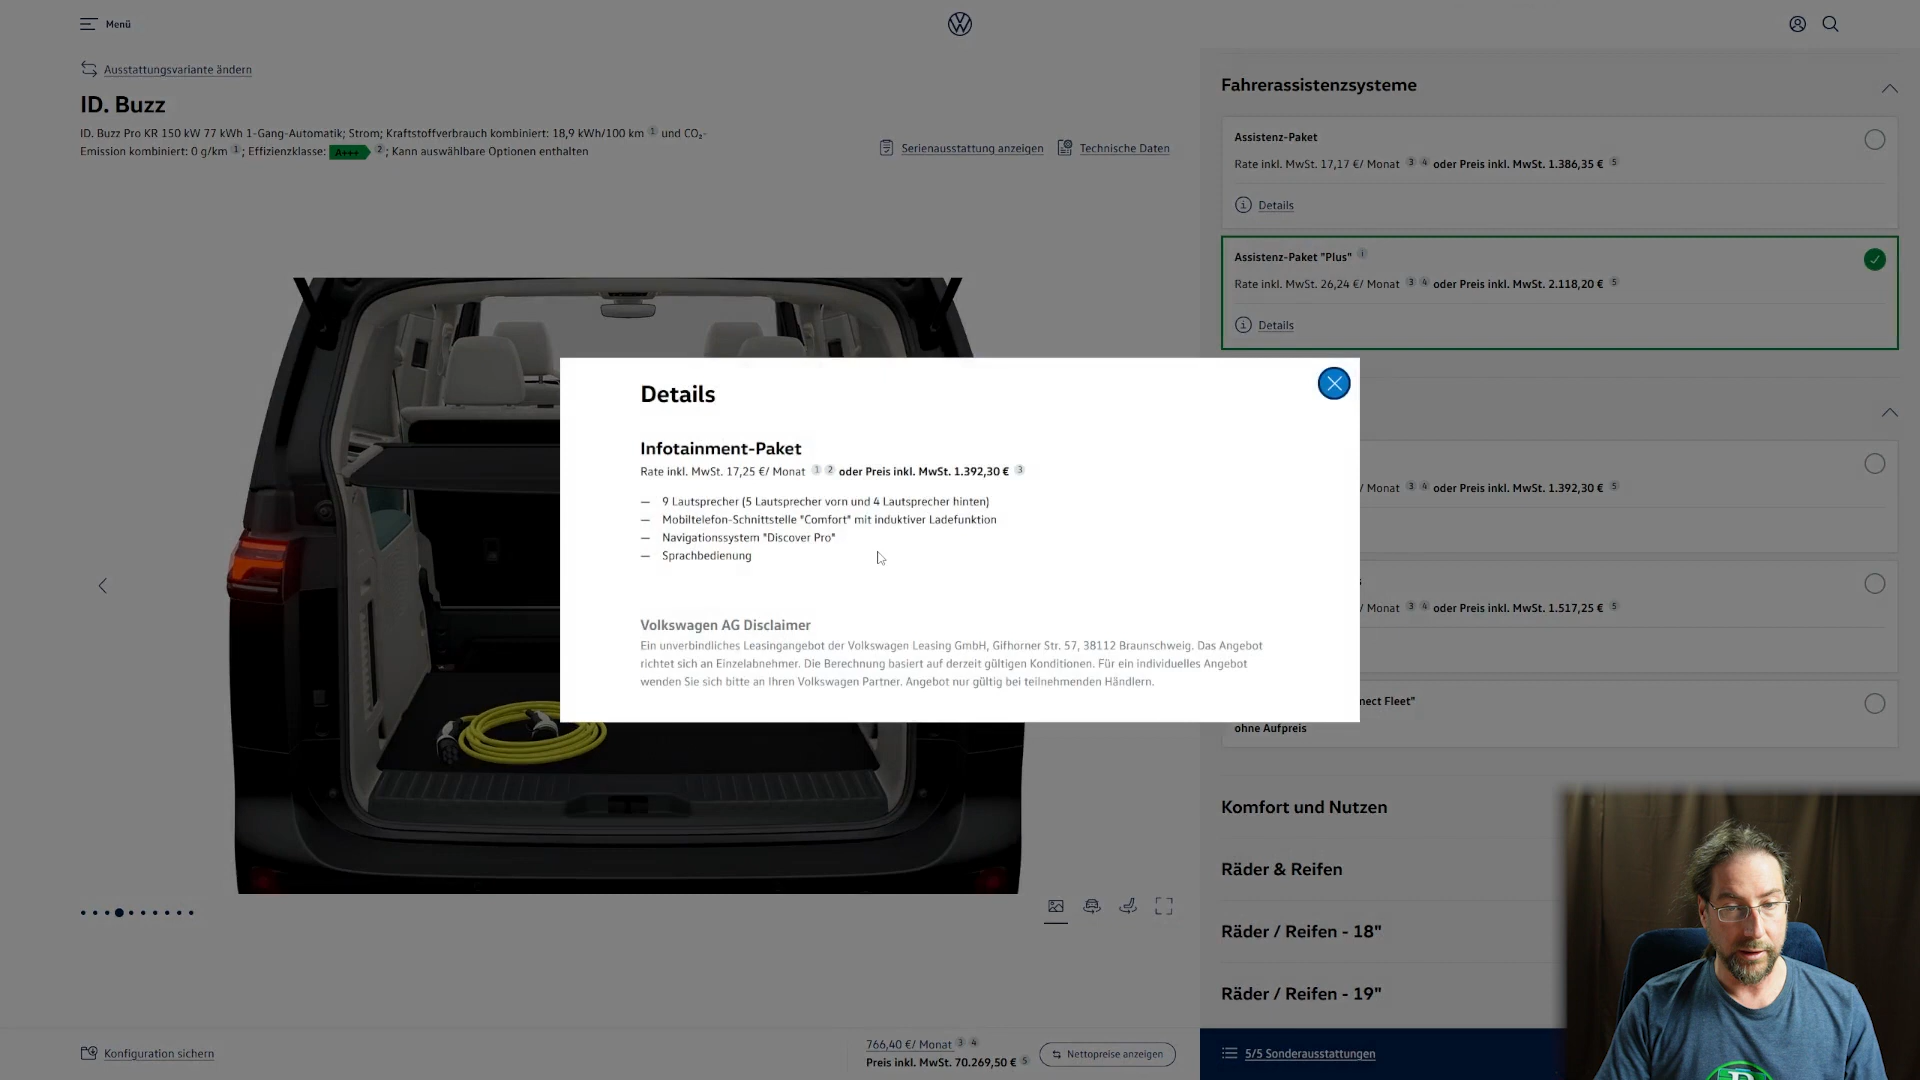 Menü
Ausstattungsvariante ändern
ID. Buzz
ID. Buzz Pro KR 150 kW 77 kWh 1-Gang-Automatik; Strom; Kraftstoffverbrauch kombiniert: 18,9 kWh/100 km 1 und CO₂-
Emission kombiniert: 0 g/km 1; Effizienzklasse: A+++ 2; Kann auswählbare Optionen enthalten
Serienausstattung anzeigen
Technische Daten
Fahrerassistenzsysteme
Assistenz-Paket
Rate inkl. MwSt. 17,17 €/ Monat 3 4 oder Preis inkl. MwSt. 1.386,35 € 5
Details
Assistenz-Paket "Plus" i
Rate inkl. MwSt. 26,24 €/ Monat 3 4 oder Preis inkl. MwSt. 2.118,20 € 5
Details
Details
Infotainment-Paket
Rate inkl. MwSt. 17,25 €/ Monat 1 2 oder Preis inkl. MwSt. 1.392,30 € 3
— 9 Lautsprecher (5 Lautsprecher vorn und 4 Lautsprecher hinten)
— Mobiltelefon-Schnittstelle "Comfort" mit induktiver Ladefunktion
— Navigationssystem "Discover Pro"
— Sprachbedienung
Volkswagen AG Disclaimer
Ein unverbindliches Leasingangebot der Volkswagen Leasing GmbH, Gifhorner Str. 57, 38112 Braunschweig. Das Angebot
richtet sich an Einzelabnehmer. Die Berechnung basiert auf derzeit gültigen Konditionen. Für ein individuelles Angebot
wenden Sie sich bitte an Ihren Volkswagen Partner. Angebot nur gültig bei teilnehmenden Händlern.
/ Monat 3 4 oder Preis inkl. MwSt. 1.392,30 € 5
/ Monat 3 4 oder Preis inkl. MwSt. 1.517,25 € 5
nect Fleet"
ohne Aufpreis
Komfort und Nutzen
Räder & Reifen
Räder / Reifen - 18"
Räder / Reifen - 19"
Konfiguration sichern
766,40 €/ Monat 3 4
Preis inkl. MwSt. 70.269,50 € 5
Nettopreise anzeigen
5/5 Sonderausstattungen